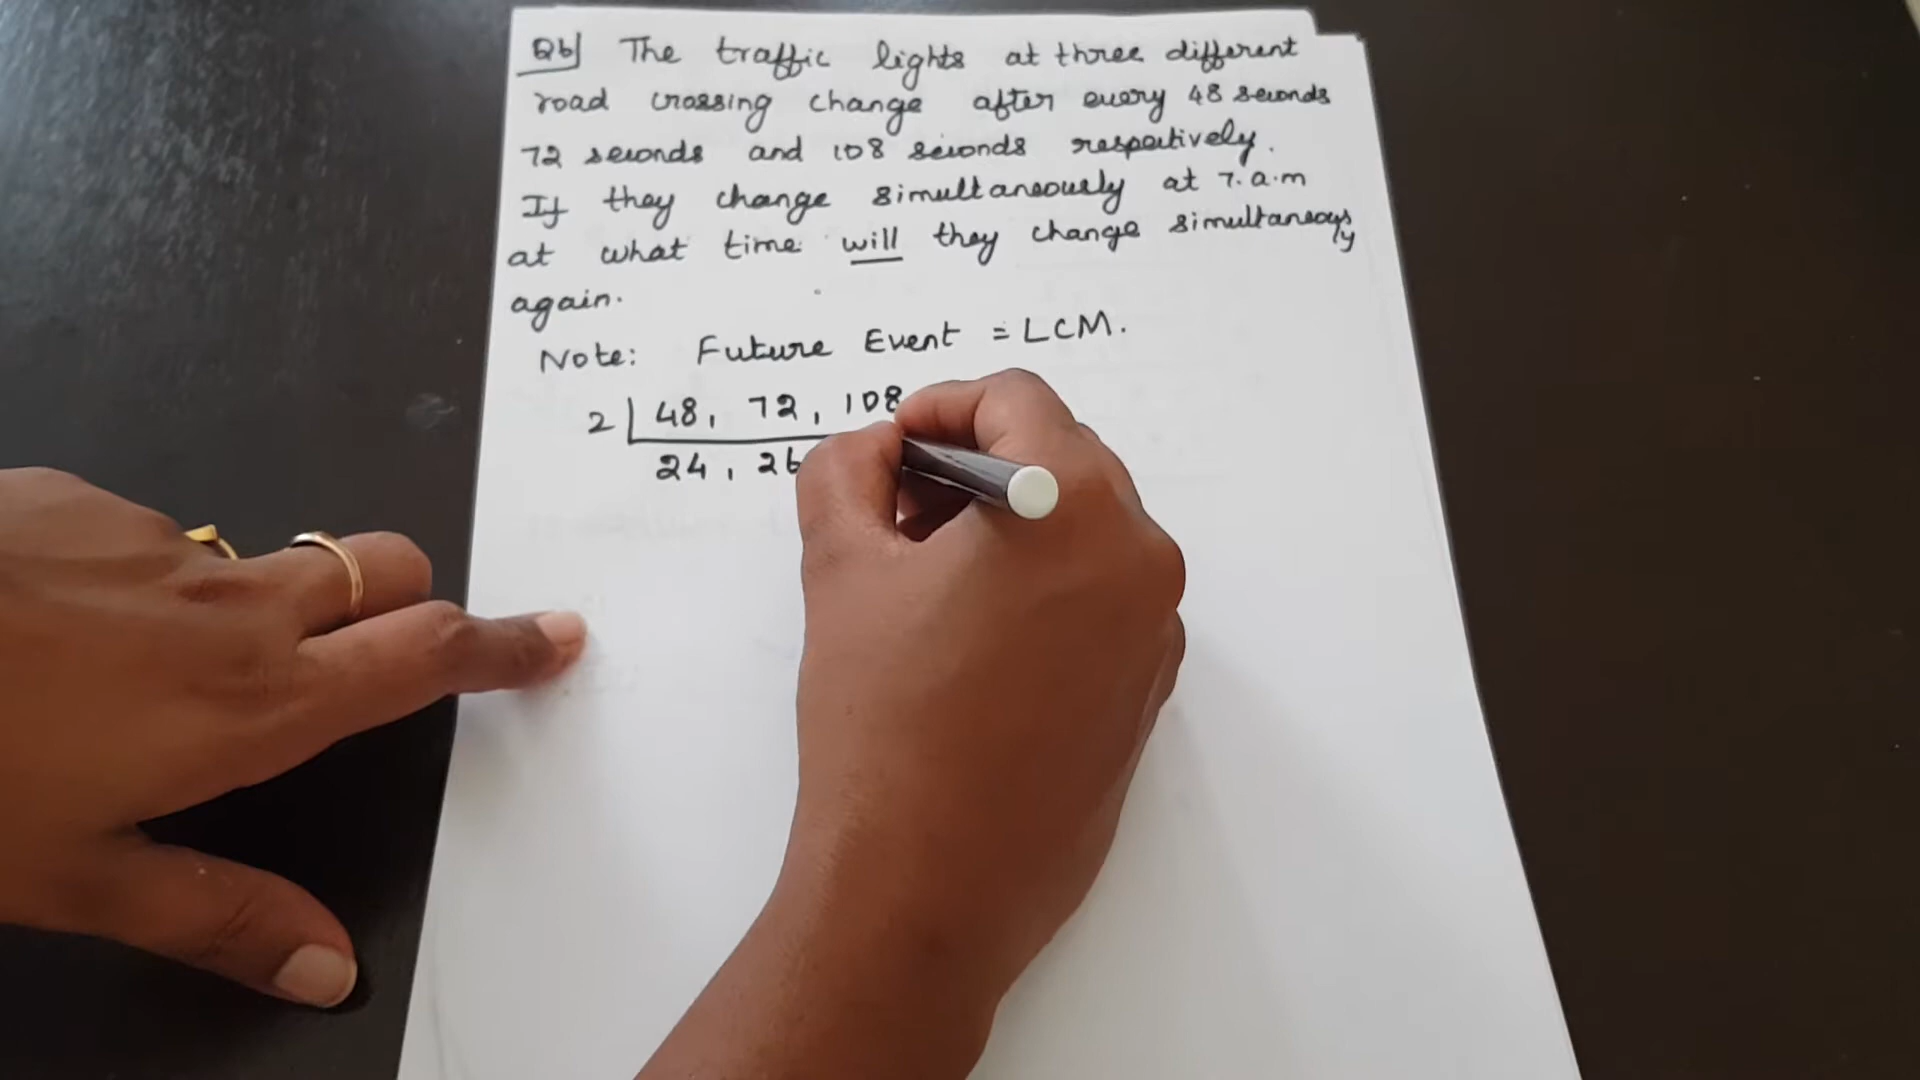 Q6] The traffic lights at three different
road crossing change after every 48 seconds
72 seconds and 108 seconds respectively.
If they change simultaneously at 7.a.m
at what time will they change simultaneously
again.
Note: Future Event = LCM.
2 | 48, 72, 108
24, 26